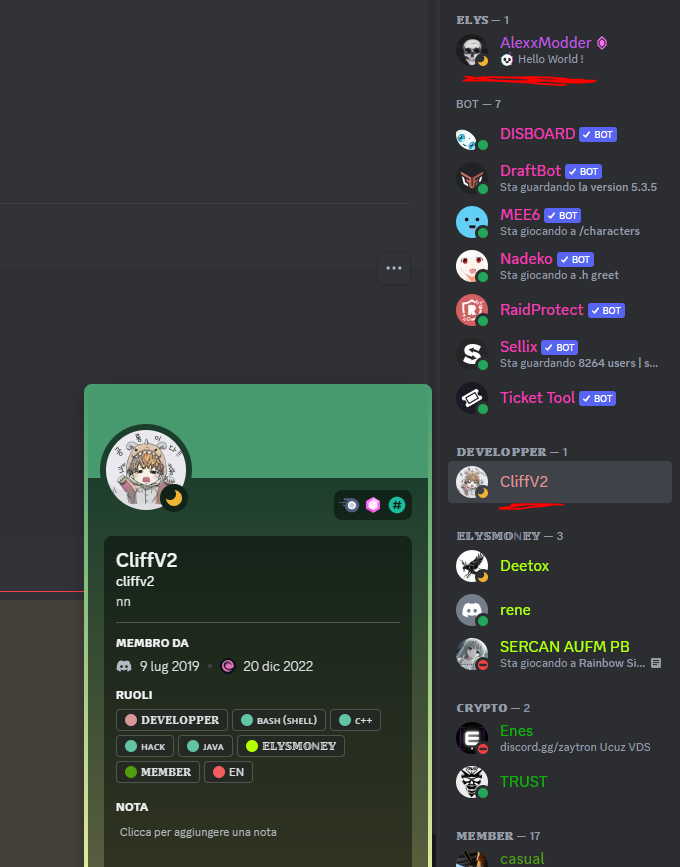 ELYS — 1
AlexxModder
Hello World !
BOT — 7
DISBOARD ✓ BOT
DraftBot ✓ BOT
Sta guardando la version 5.3.5
MEE6 ✓ BOT
Sta giocando a /characters
Nadeko ✓ BOT
Sta giocando a .h greet
RaidProtect ✓ BOT
Sellix ✓ BOT
Sta guardando 8264 users | s...
Ticket Tool ✓ BOT
DEVELOPPER — 1
CliffV2
ELYSMONEY — 3
Deetox
rene
SERCAN AUFM PB
Sta giocando a Rainbow Si...
CRYPTO — 2
Enes
discord.gg/zaytron Ucuz VDS
TRUST
MEMBER — 17
casual
CliffV2
cliffv2
nn
MEMBRO DA
9 lug 2019 • 20 dic 2022
RUOLI
DEVELOPPER BASH (SHELL) C++
HACK JAVA ELYSMONEY
MEMBER EN
NOTA
Clicca per aggiungere una nota